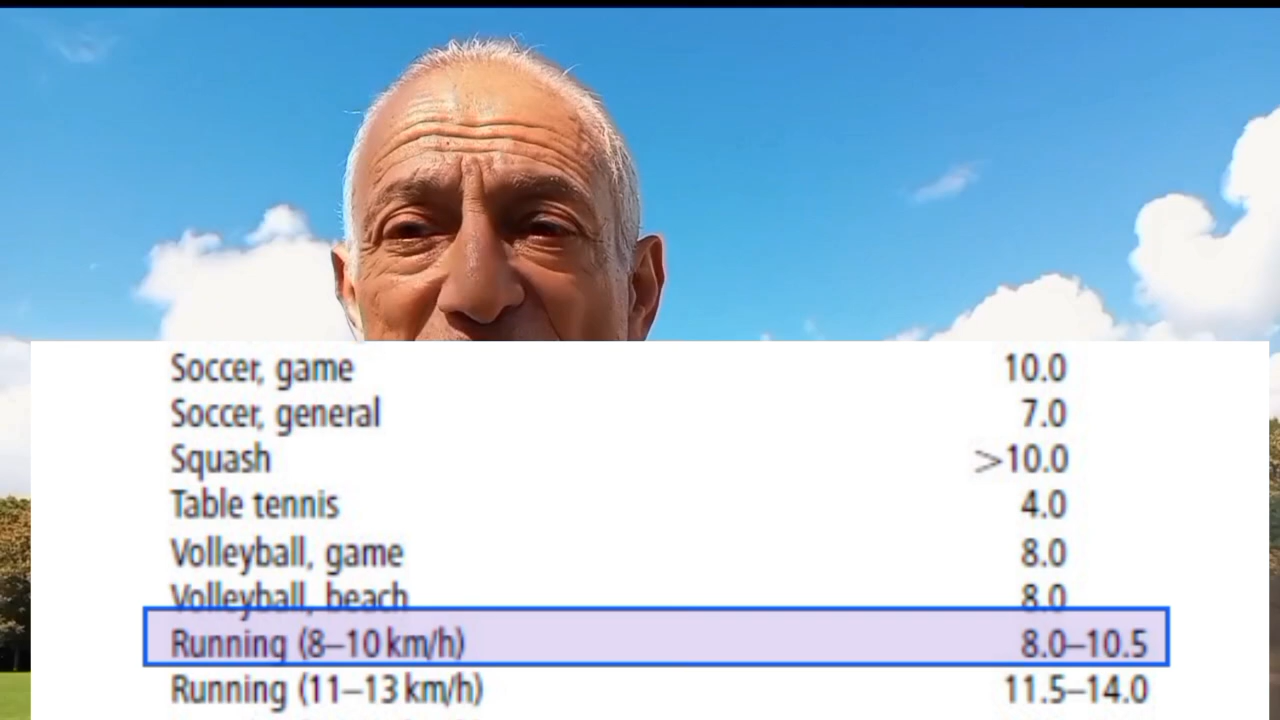 Soccer, game 10.0
Soccer, general 7.0
Squash >10.0
Table tennis 4.0
Volleyball, game 8.0
Volleyball, beach 8.0
Running (8–10 km/h) 8.0–10.5
Running (11–13 km/h) 11.5–14.0